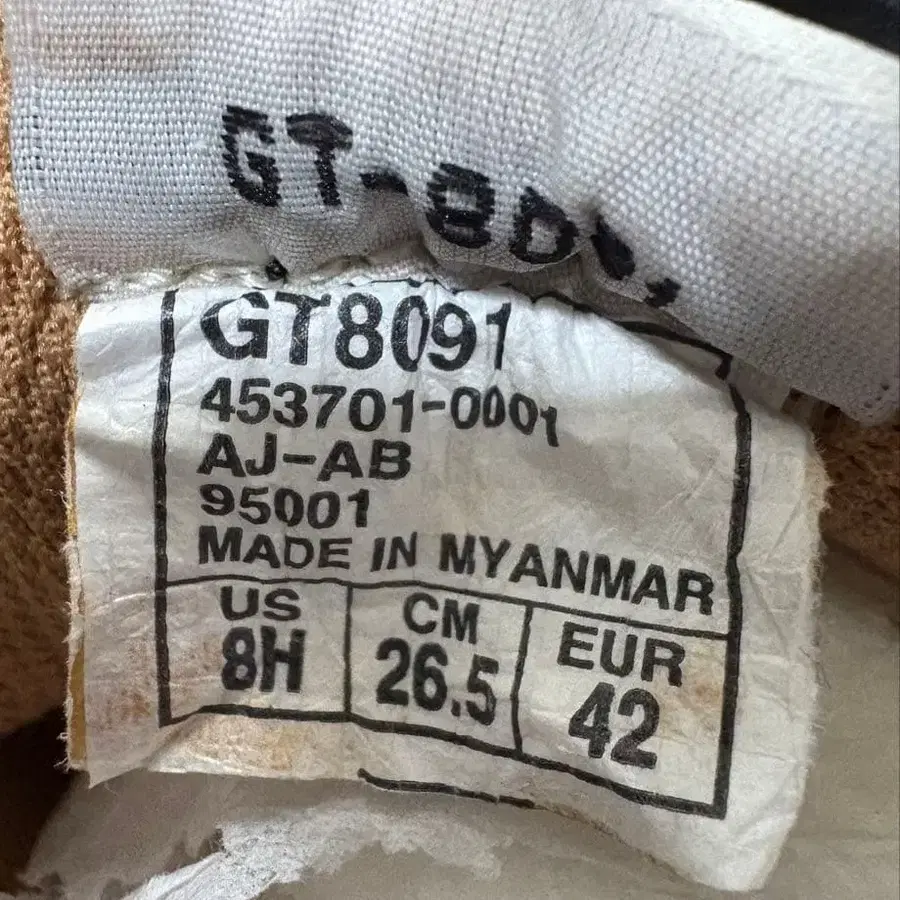 GT8091
453701-0001
AJ-AB
95001
MADE IN MYANMAR
US CM EUR
8H 26.5 42